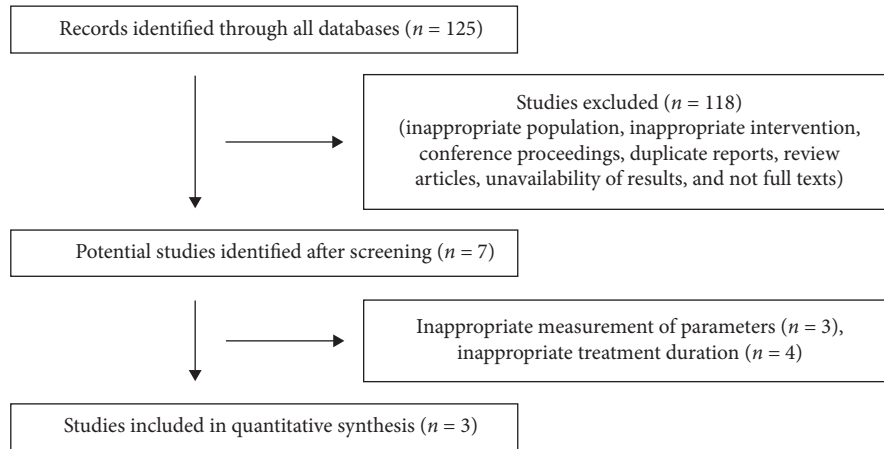 Records identified through all databases (n = 125)
Studies excluded (n = 118)
(inappropriate population, inappropriate intervention,
conference proceedings, duplicate reports, review
articles, unavailability of results, and not full texts)
Potential studies identified after screening (n = 7)
Inappropriate measurement of parameters (n = 3),
inappropriate treatment duration (n = 4)
Studies included in quantitative synthesis (n = 3)